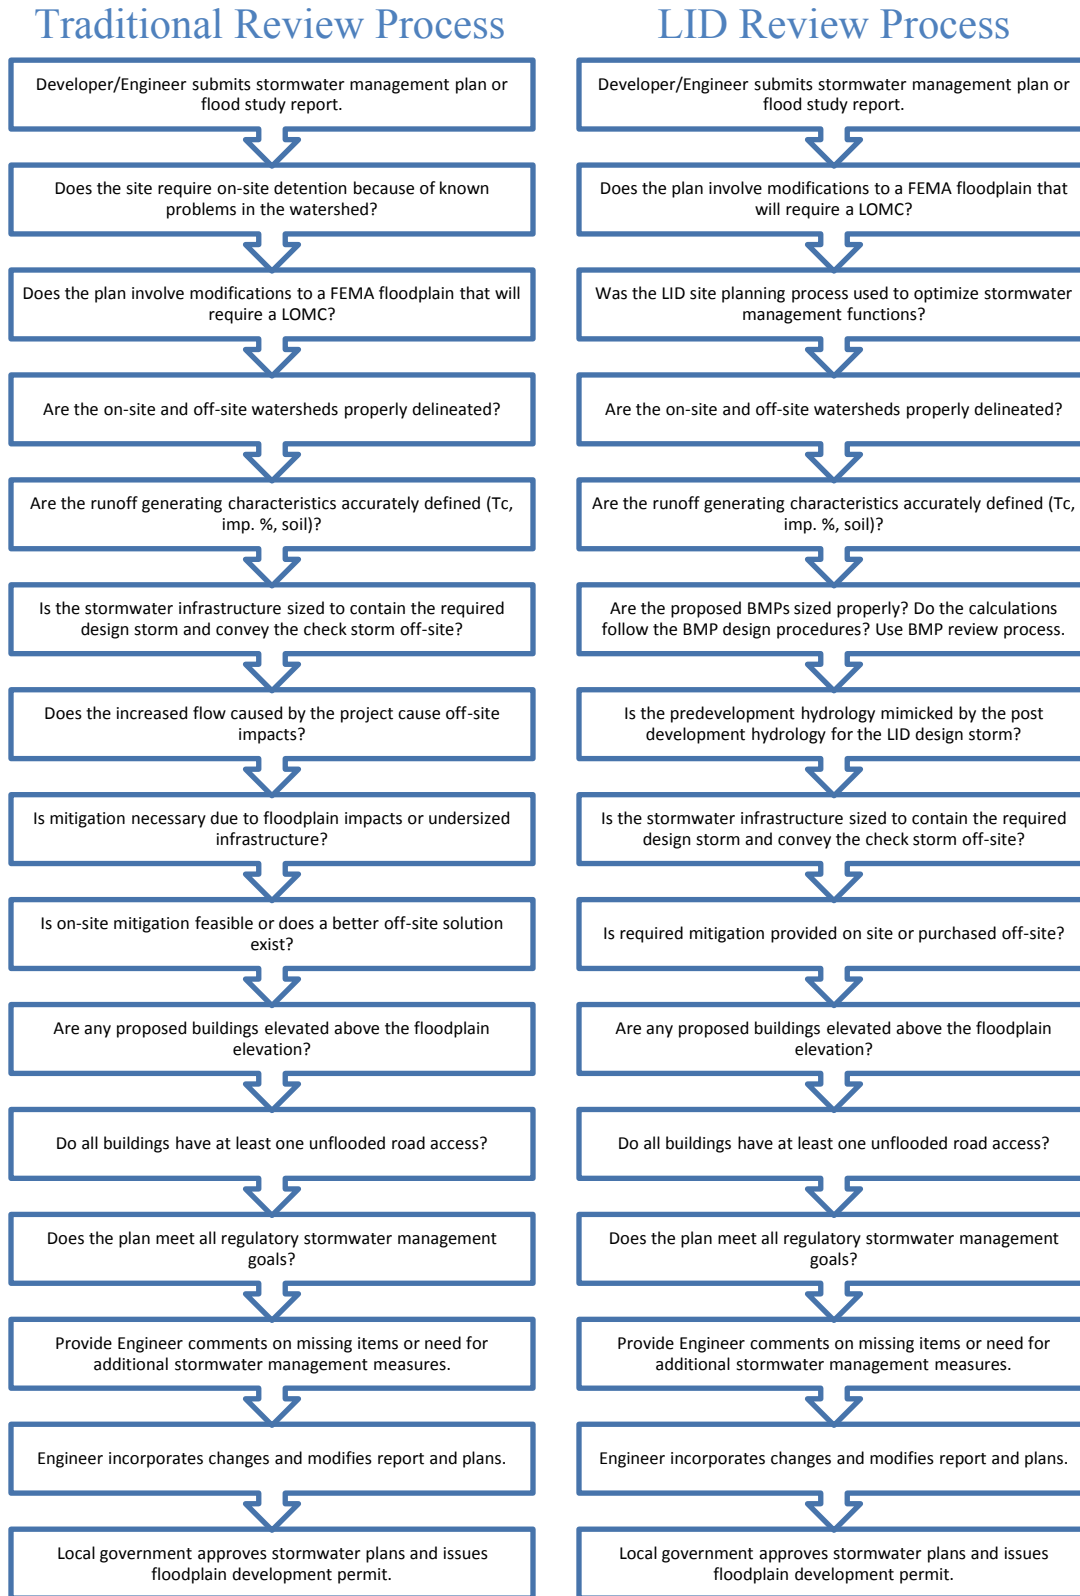 Traditional Review Process
Developer/Engineer submits stormwater management plan or
flood study report.
Does the site require on-site detention because of known
problems in the watershed?
Does the plan involve modifications to a FEMA floodplain that will
require a LOMC?
Are the on-site and off-site watersheds properly delineated?
Are the runoff generating characteristics accurately defined (Tc,
imp. %, soil)?
Is the stormwater infrastructure sized to contain the required
design storm and convey the check storm off-site?
Does the increased flow caused by the project cause off-site
impacts?
Is mitigation necessary due to floodplain impacts or undersized
infrastructure?
Is on-site mitigation feasible or does a better off-site solution
exist?
Are any proposed buildings elevated above the floodplain
elevation?
Do all buildings have at least one unflooded road access?
Does the plan meet all regulatory stormwater management
goals?
Provide Engineer comments on missing items or need for
additional stormwater management measures.
Engineer incorporates changes and modifies report and plans.
Local government approves stormwater plans and issues
floodplain development permit.
LID Review Process
Developer/Engineer submits stormwater management plan or
flood study report.
Does the plan involve modifications to a FEMA floodplain that
will require a LOMC?
Was the LID site planning process used to optimize stormwater
management functions?
Are the on-site and off-site watersheds properly delineated?
Are the runoff generating characteristics accurately defined (Tc,
imp. %, soil)?
Are the proposed BMPs sized properly? Do the calculations
follow the BMP design procedures? Use BMP review process.
Is the predevelopment hydrology mimicked by the post
development hydrology for the LID design storm?
Is the stormwater infrastructure sized to contain the required
design storm and convey the check storm off-site?
Is required mitigation provided on site or purchased off-site?
Are any proposed buildings elevated above the floodplain
elevation?
Do all buildings have at least one unflooded road access?
Does the plan meet all regulatory stormwater management
goals?
Provide Engineer comments on missing items or need for
additional stormwater management measures.
Engineer incorporates changes and modifies report and plans.
Local government approves stormwater plans and issues
floodplain development permit.